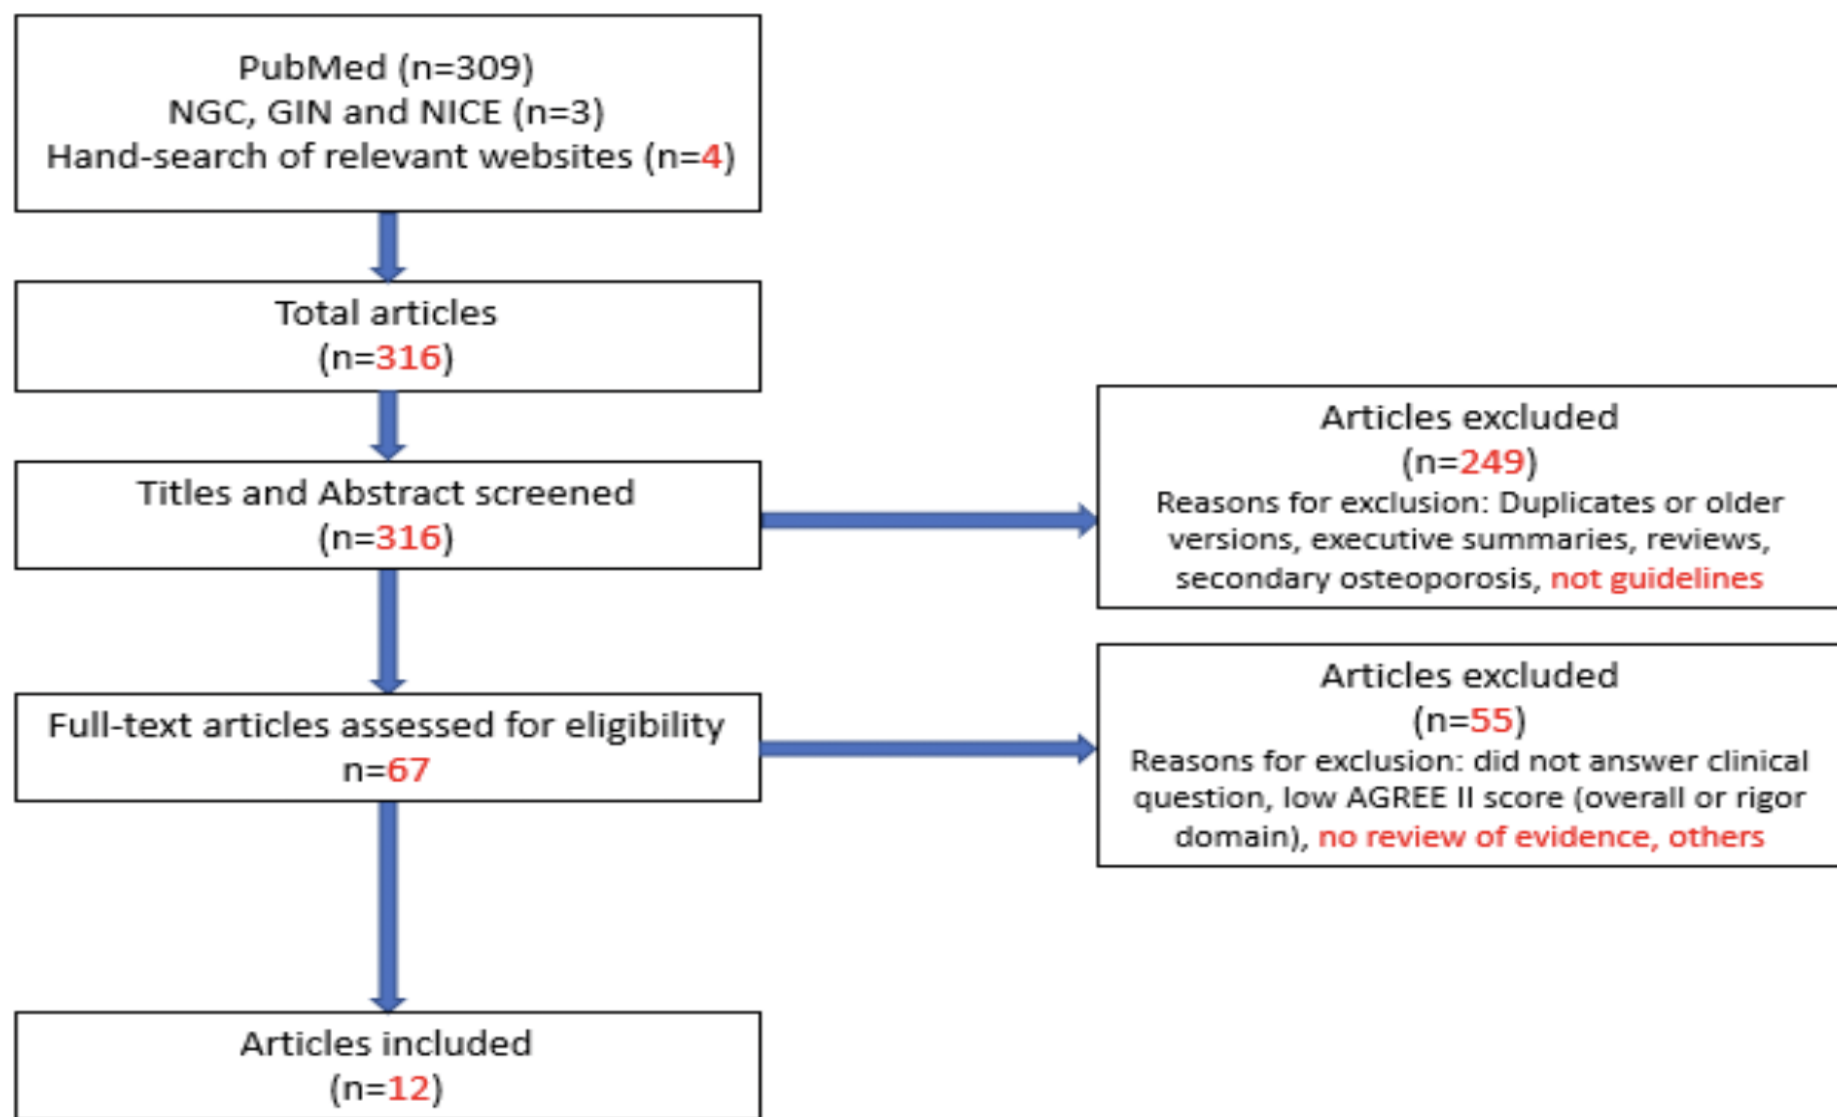 PubMed (n=309)
NGC, GIN and NICE (n=3)
Hand-search of relevant websites (n=4)
Total articles
(n=316)
Titles and Abstract screened
(n=316)
Articles excluded
(n=249)
Reasons for exclusion: Duplicates or older
versions, executive summaries, reviews,
secondary osteoporosis, not guidelines
Full-text articles assessed for eligibility
n=67
Articles excluded
(n=55)
Reasons for exclusion: did not answer clinical
question, low AGREE II score (overall or rigor
domain), no review of evidence, others
Articles included
(n=12)